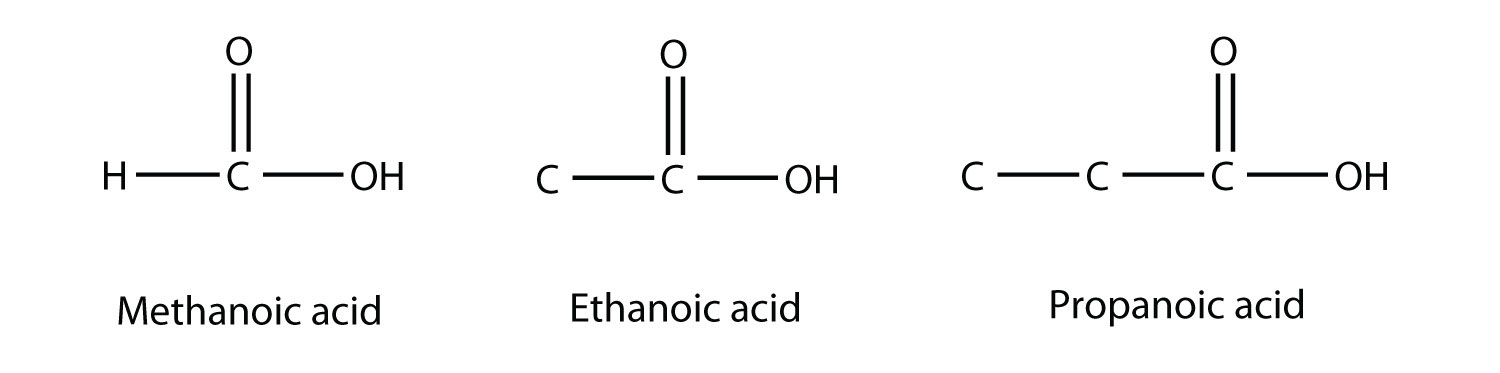 O O O
H C OH C C OH C C C OH
Methanoic acid Ethanoic acid Propanoic acid